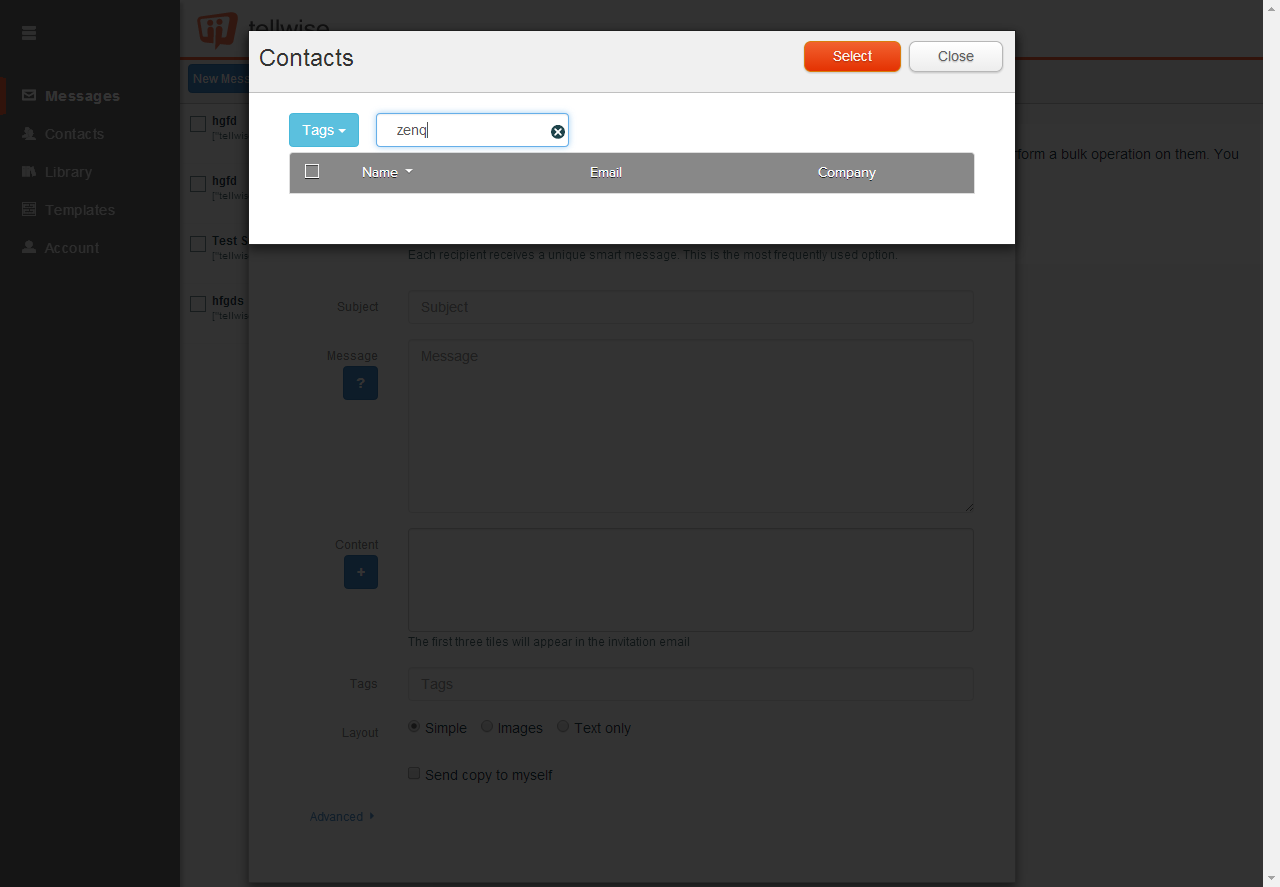 tellwise
Contacts
Select
Close
New Mess
Messages
Contacts
Library
Templates
Account
hgfd
["tellwis
hgfd
["tellwis
Test S
["tellwis
hfgds
["tellwis
Tags
zenq
Name
Email
Company
rform a bulk operation on them. You
Each recipient receives a unique smart message. This is the most frequently used option.
Subject
Subject
Message
?
Message
Content
+
The first three tiles will appear in the invitation email
Tags
Tags
Layout
Simple
Images
Text only
Send copy to myself
Advanced